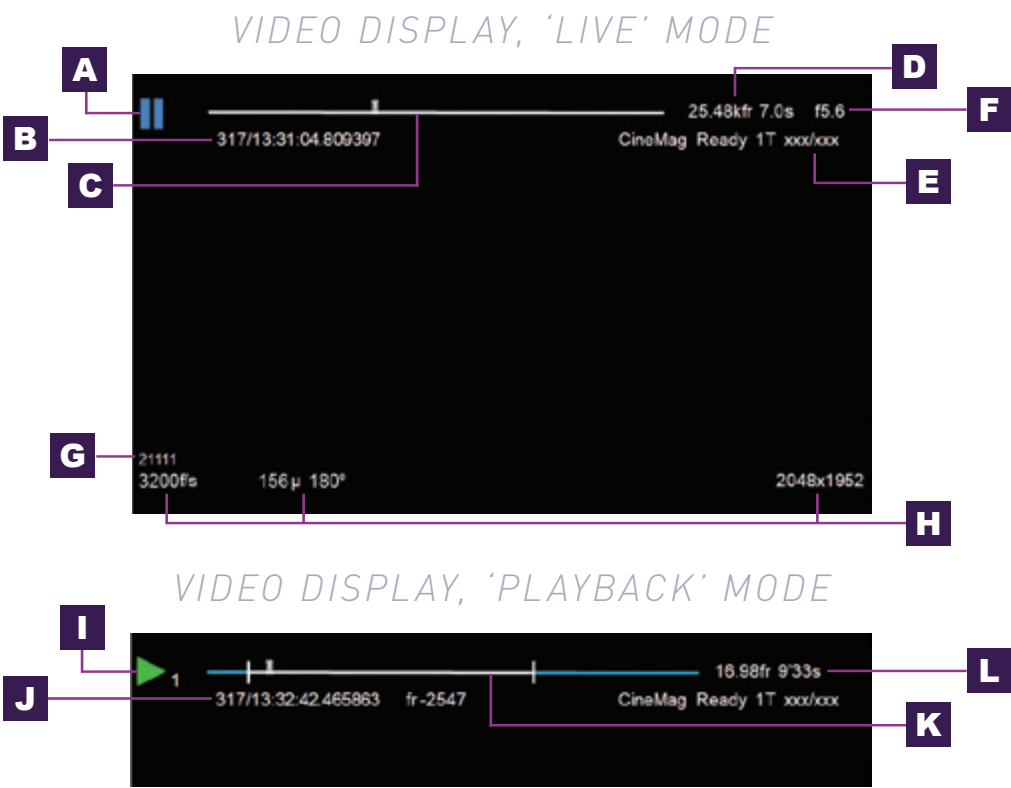 VIDEO DISPLAY, ‘LIVE’ MODE
A
D
25.48kfr 7.0s f5.6
F
B
317/13:31:04.809397
CineMag Ready 1T xxx/xxx
C
E
G
21111
3200f/s 156µ 180°
2048x1952
H
VIDEO DISPLAY, ‘PLAYBACK’ MODE
I
1
16.98fr 9'33s
L
J
317/13:32:42.465863 fr-2547
CineMag Ready 1T xxx/xxx
K